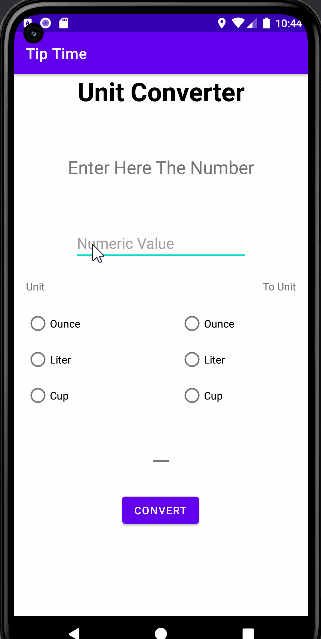 10:44
Tip Time
Unit Converter
Enter Here The Number
Numeric Value
Unit To Unit
Ounce Ounce
Liter Liter
Cup Cup
CONVERT